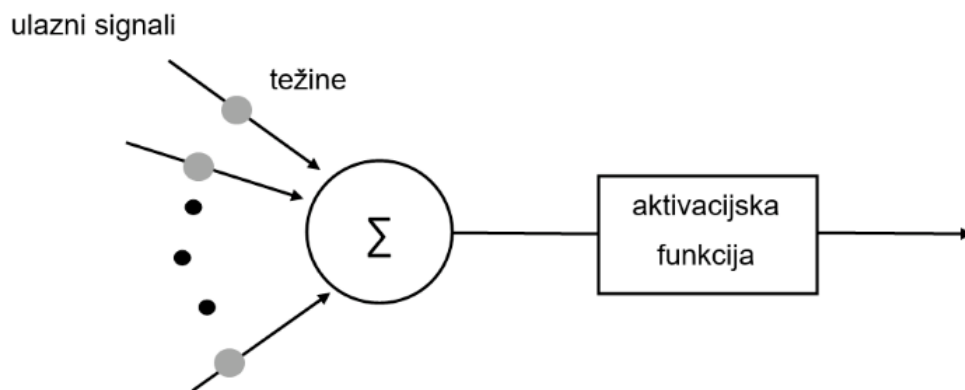 ulazni signali
težine
∑
aktivacijska
funkcija